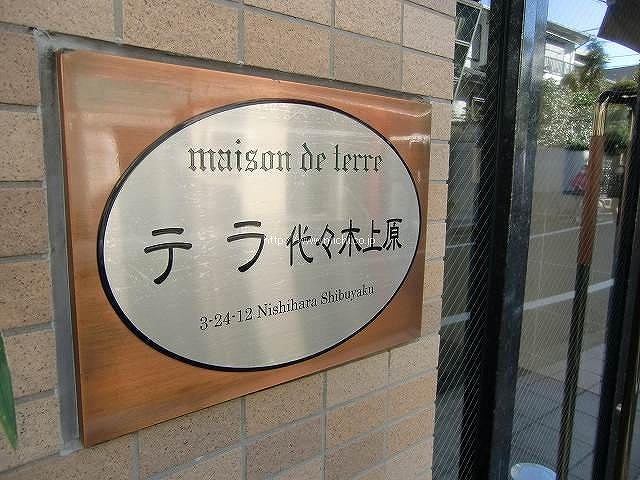 maison de terre
テラ代々木上原
3-24-12 Nishihara Shibuyaku